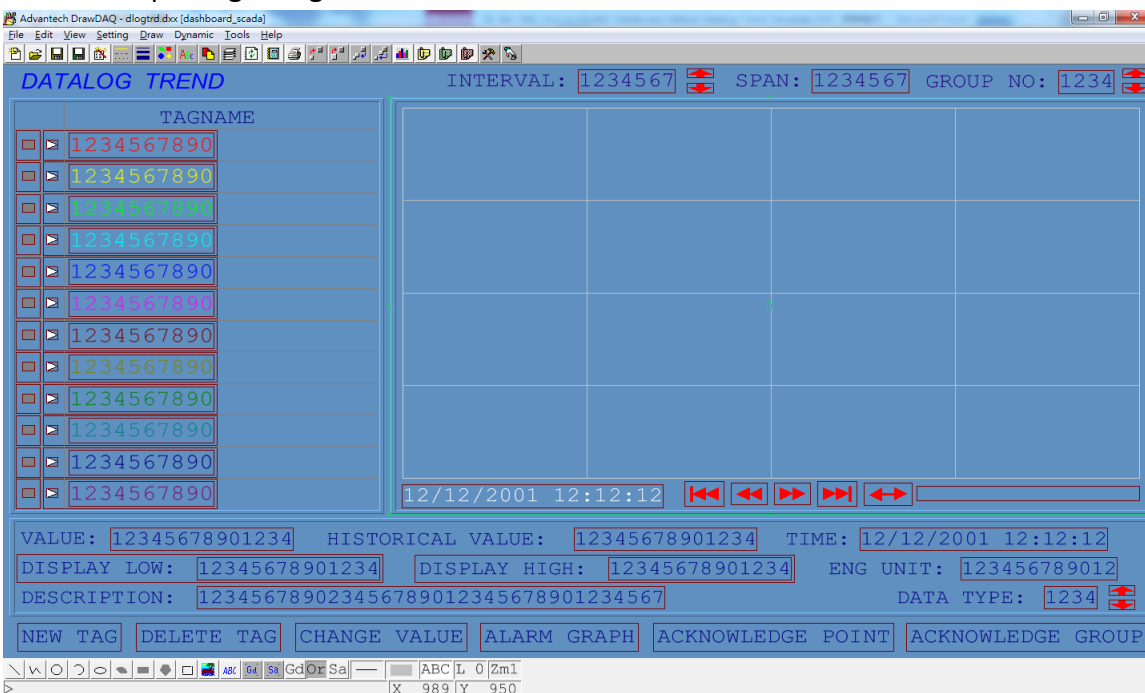 Advantech DrawDAQ - dlogtrd.dxx [dashboard_scada]
File Edit View Setting Draw Dynamic Tools Help
DATALOG TREND INTERVAL: 1234567 SPAN: 1234567 GROUP NO: 1234
TAGNAME
1234567890
1234567890
1234567890
1234567890
1234567890
1234567890
1234567890
1234567890
1234567890
1234567890
1234567890
1234567890
12/12/2001 12:12:12
VALUE: 12345678901234 HISTORICAL VALUE: 12345678901234 TIME: 12/12/2001 12:12:12
DISPLAY LOW: 12345678901234 DISPLAY HIGH: 12345678901234 ENG UNIT: 123456789012
DESCRIPTION: 123456789023456789012345678901234567 DATA TYPE: 1234
NEW TAG DELETE TAG CHANGE VALUE ALARM GRAPH ACKNOWLEDGE POINT ACKNOWLEDGE GROUP
ABC Gd Sa Gd Or Sa ABC L 0 Zm1
> X 989 Y 950